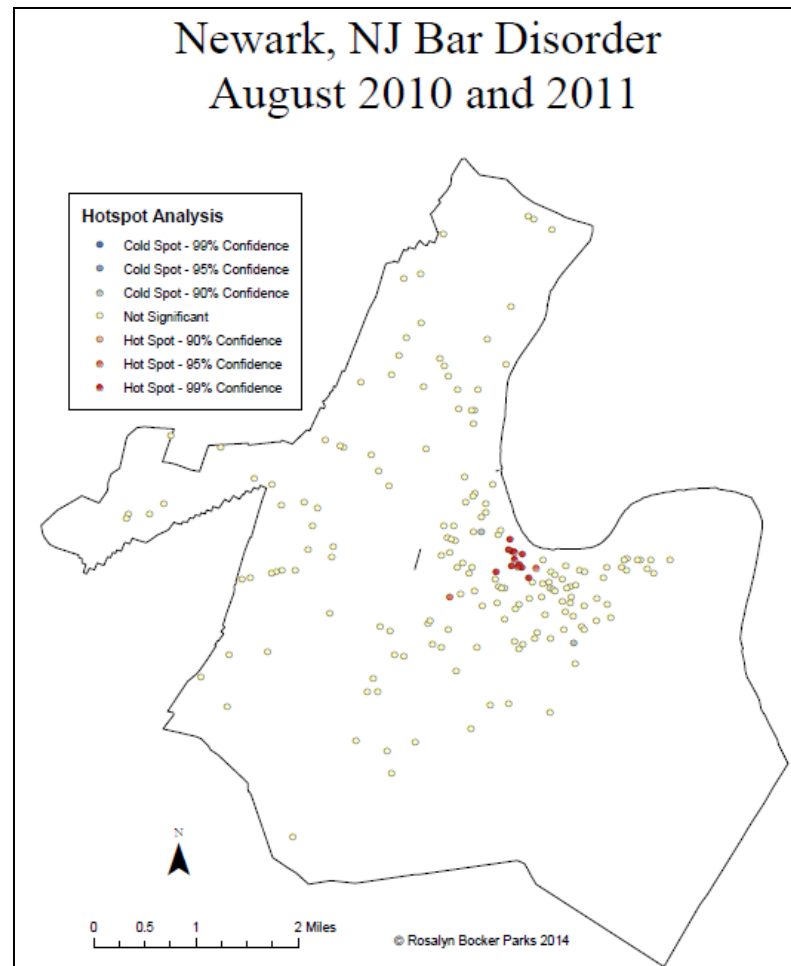 Newark, NJ Bar Disorder
August 2010 and 2011
Hotspot Analysis
Cold Spot - 99% Confidence
Cold Spot - 95% Confidence
Cold Spot - 90% Confidence
Not Significant
Hot Spot - 90% Confidence
Hot Spot - 95% Confidence
Hot Spot - 99% Confidence
N
0 0.5 1 2 Miles
© Rosalyn Bocker Parks 2014